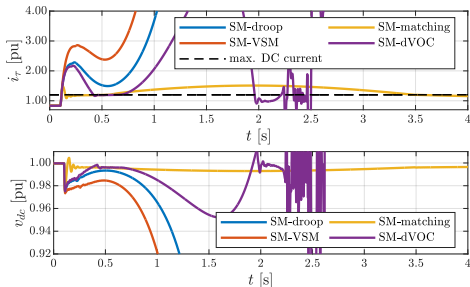 4.00
3.00
2.00
1.00
i_τ [pu]
SM-droop SM-matching
SM-VSM SM-dVOC
max. DC current
0 0.5 1 1.5 2 2.5 3 3.5 4
t [s]
1.00
0.98
0.96
0.94
0.92
v_dc [pu]
SM-droop SM-matching
SM-VSM SM-dVOC
0 0.5 1 1.5 2 2.5 3 3.5 4
t [s]